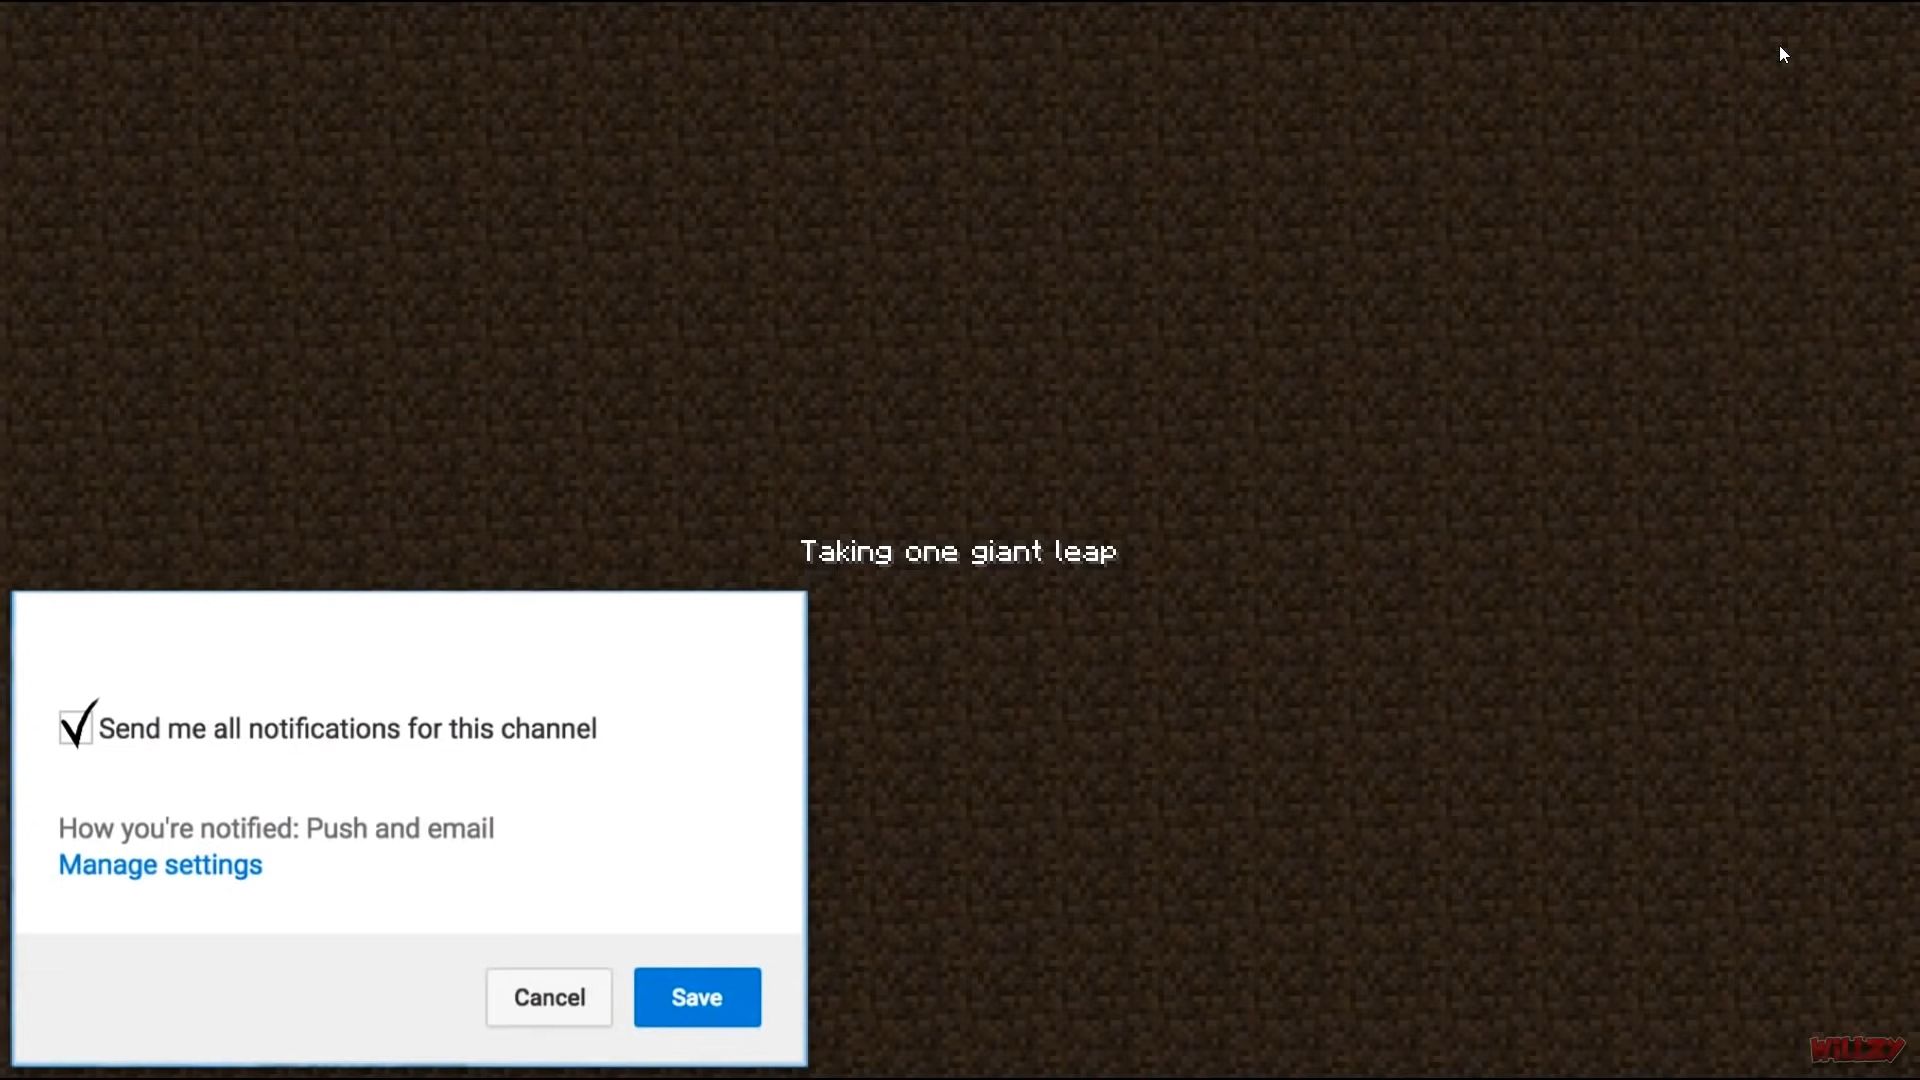 Taking one giant leap
Send me all notifications for this channel
How you're notified: Push and email
Manage settings
Cancel
Save
WiLLZY